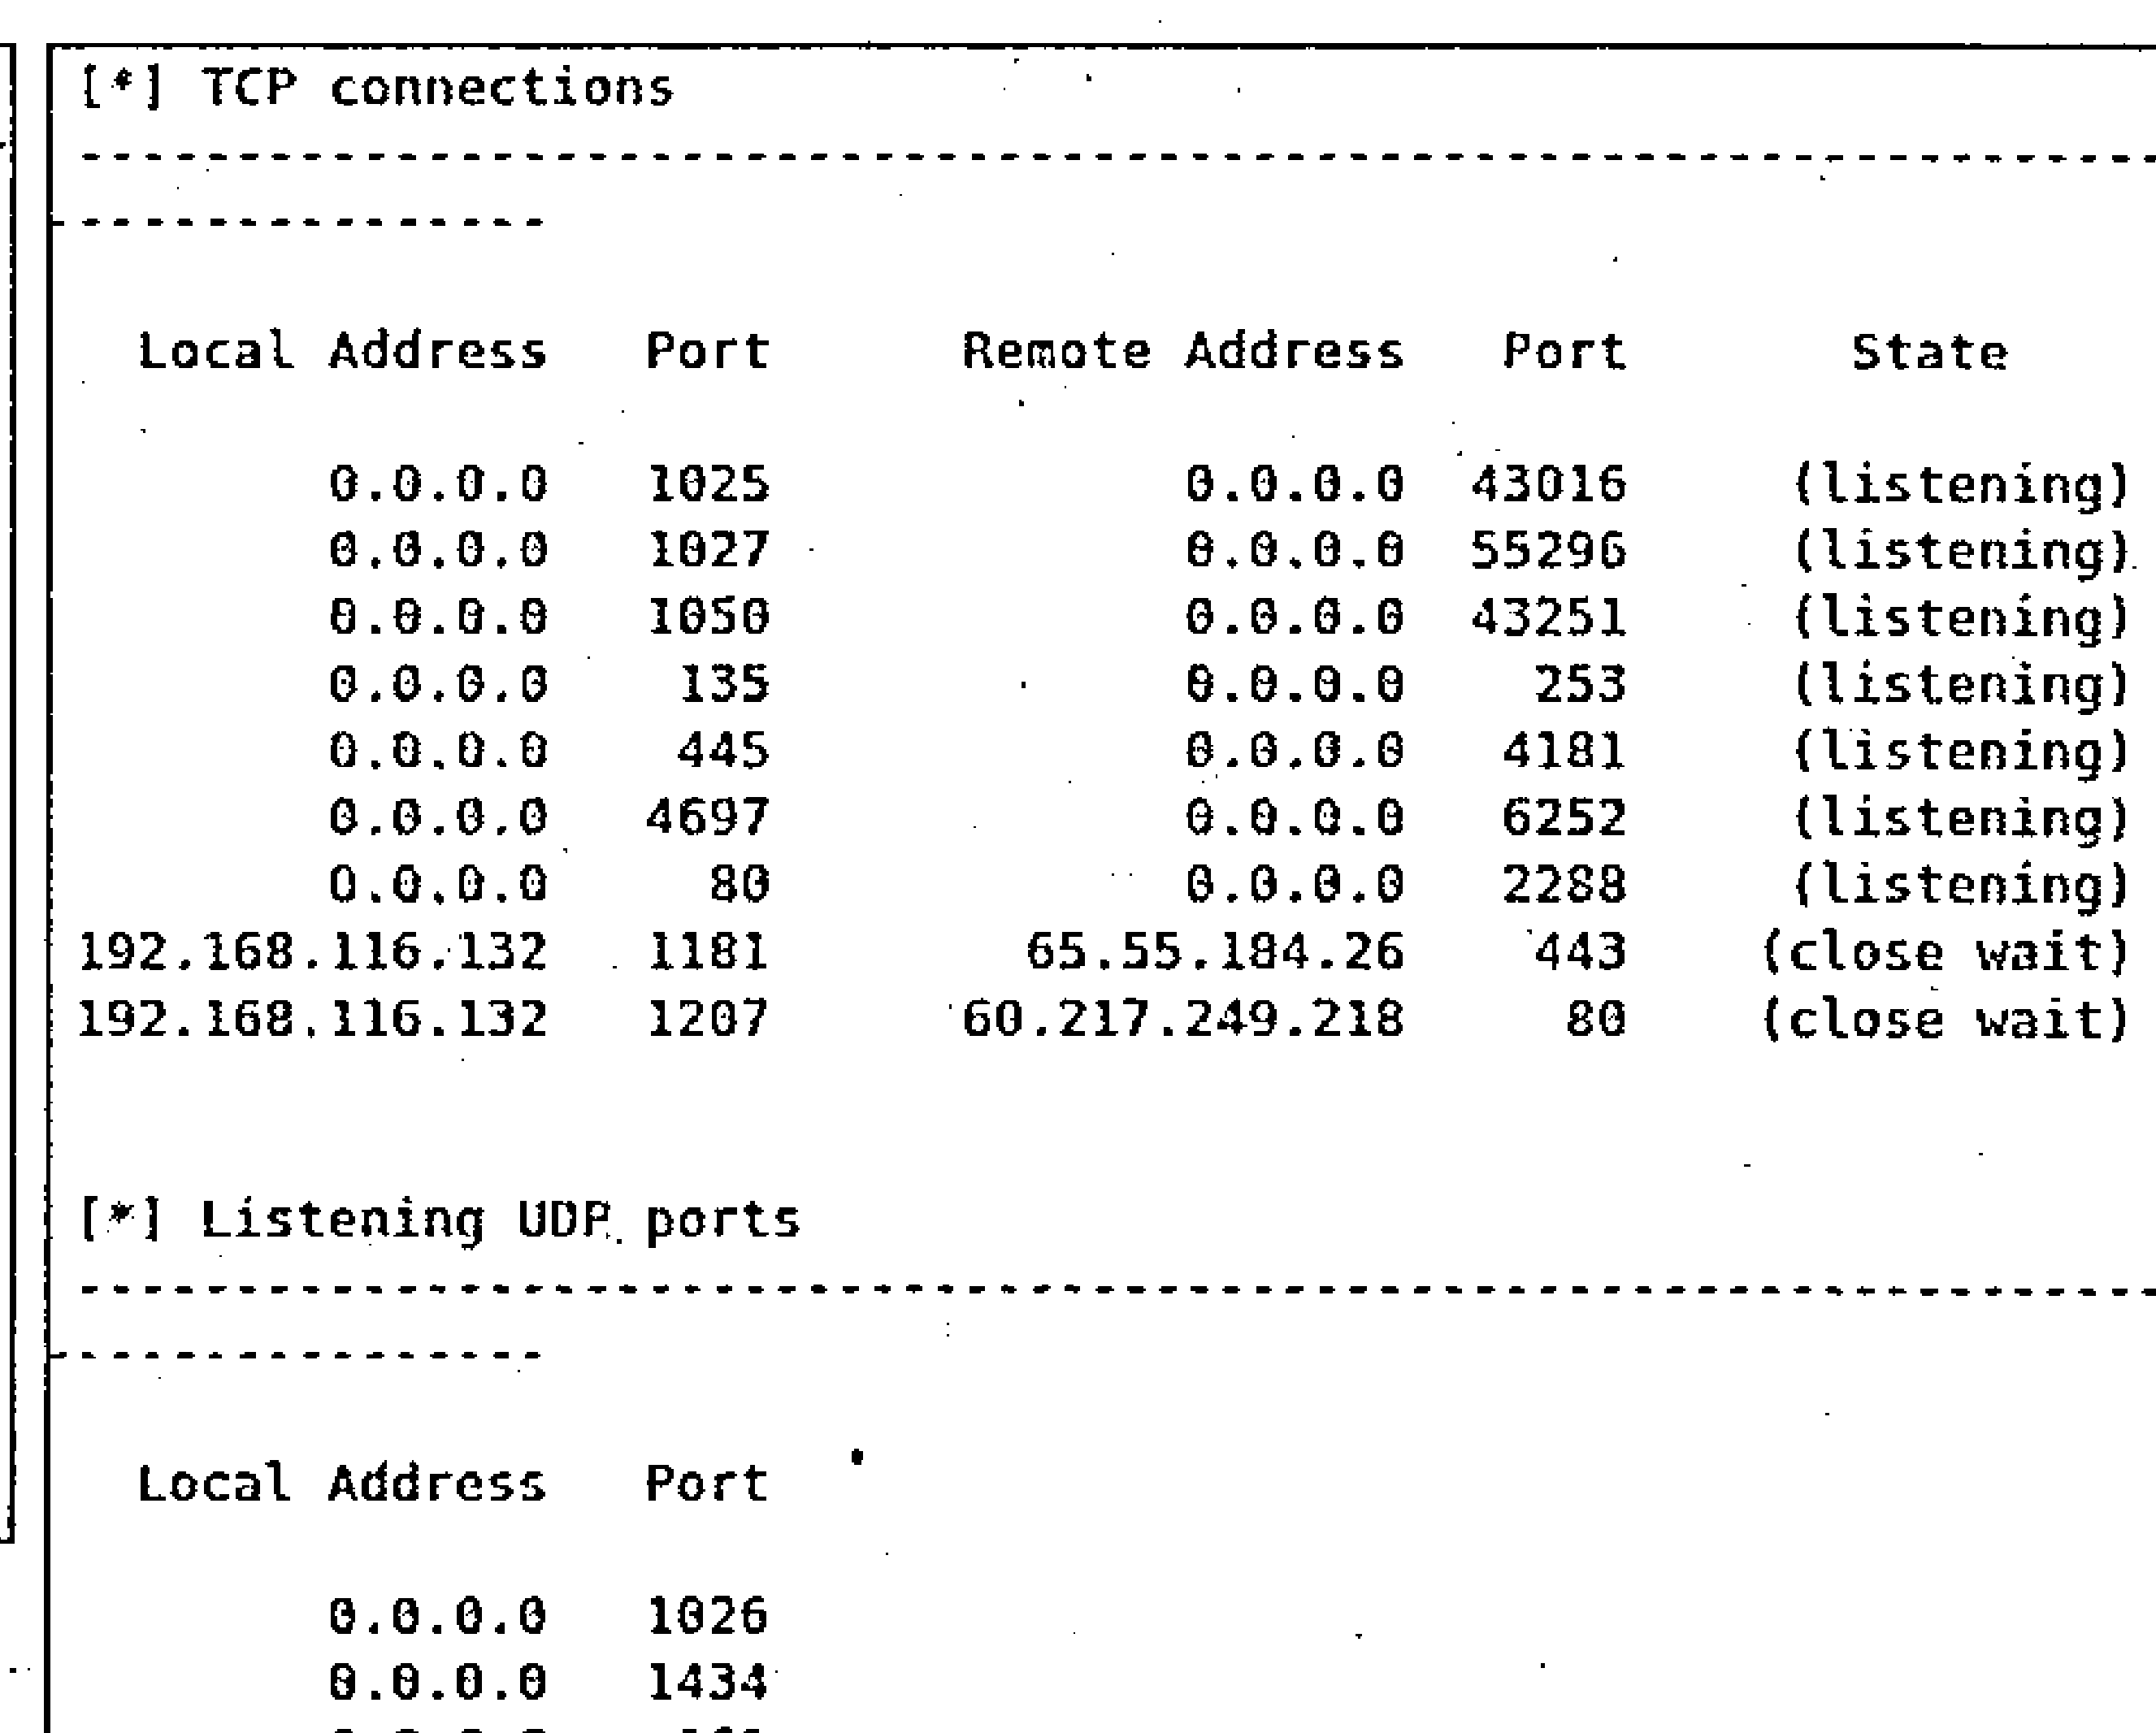 [*] TCP connections
------------------------------------------------------------------
----------------
Local Address Port Remote Address Port State
0.0.0.0 1025 0.0.0.0 43016 (listening)
0.0.0.0 1027 0.0.0.0 55296 (listening)
0.0.0.0 1050 0.0.0.0 43251 (listening)
0.0.0.0 135 0.0.0.0 253 (listening)
0.0.0.0 445 0.0.0.0 4181 (listening)
0.0.0.0 4697 0.0.0.0 6252 (listening)
0.0.0.0 80 0.0.0.0 2288 (listening)
192.168.116.132 1181 65.55.184.26 443 (close wait)
192.168.116.132 1207 60.217.249.218 80 (close wait)
[*] Listening UDP ports
------------------------------------------------------------------
----------------
Local Address Port
0.0.0.0 1026
0.0.0.0 1434